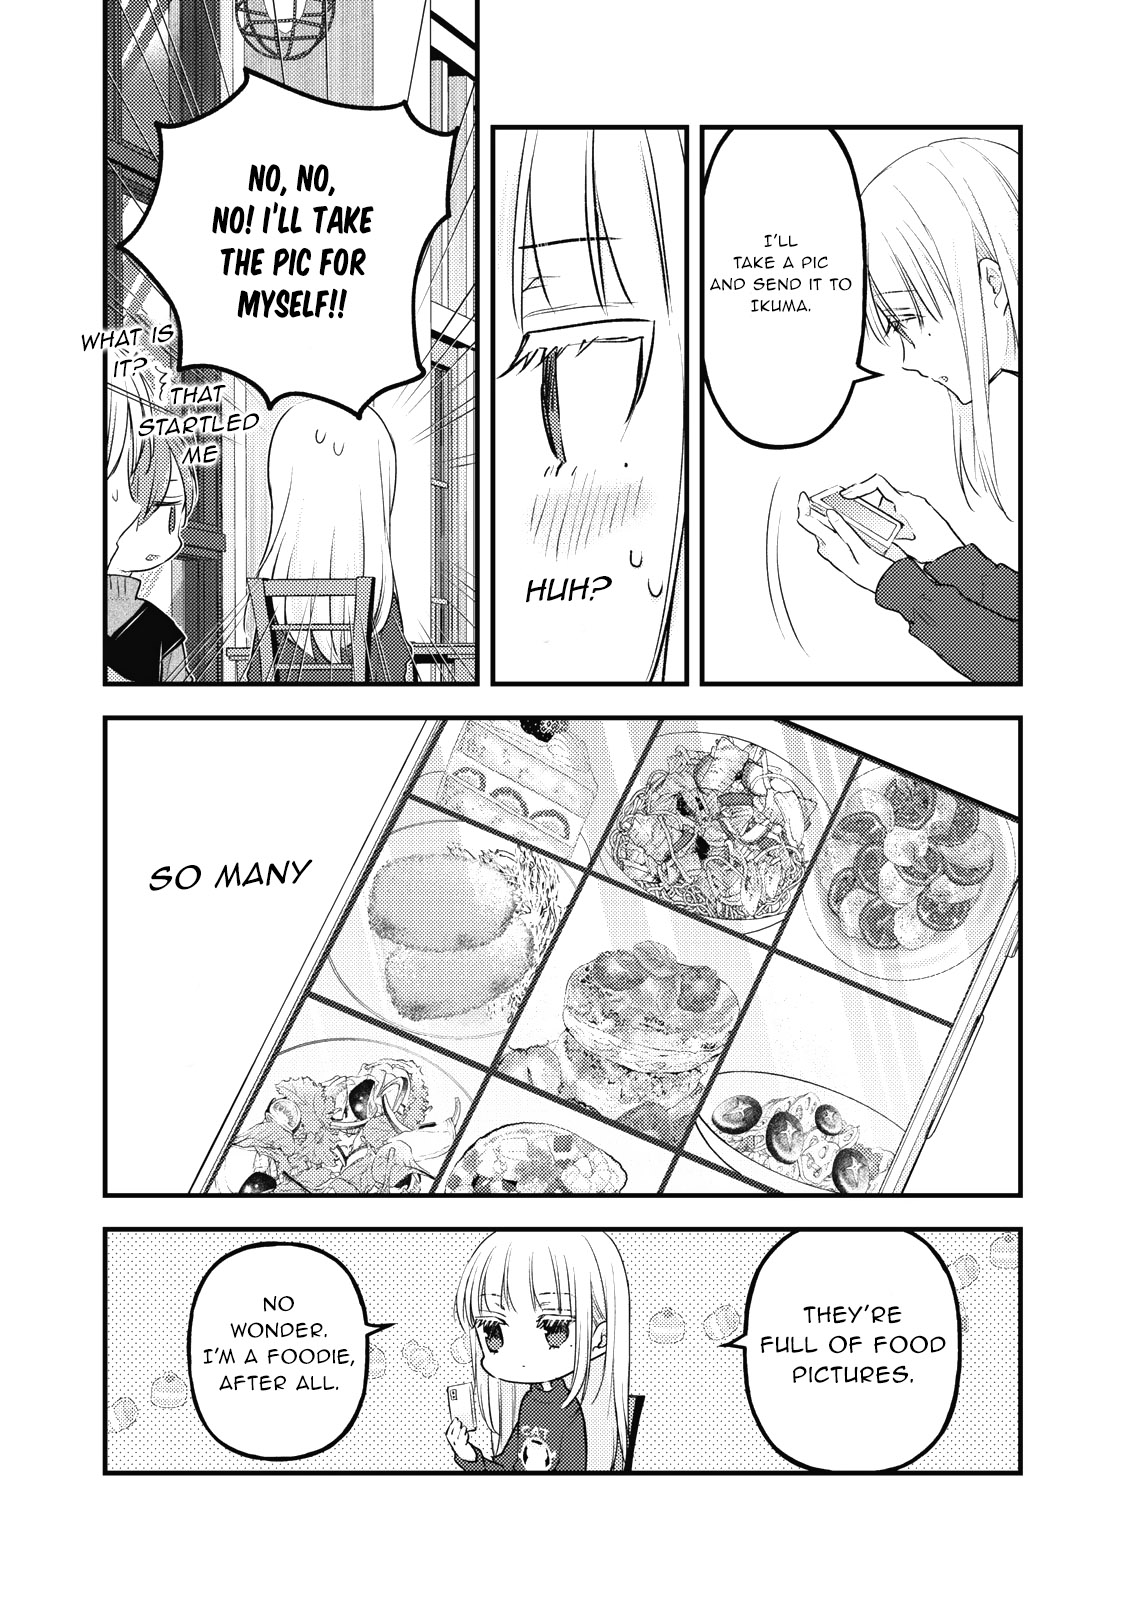 I'LL
TAKE A PIC
AND SEND IT TO
IKUMA.
HUH?
NO, NO,
NO! I'LL TAKE
THE PIC FOR
MYSELF!!
WHAT IS
IT?
THAT
STARTLED
ME
SO MANY
THEY'RE
FULL OF FOOD
PICTURES.
NO
WONDER.
I'M A FOODIE,
AFTER ALL.
CAT